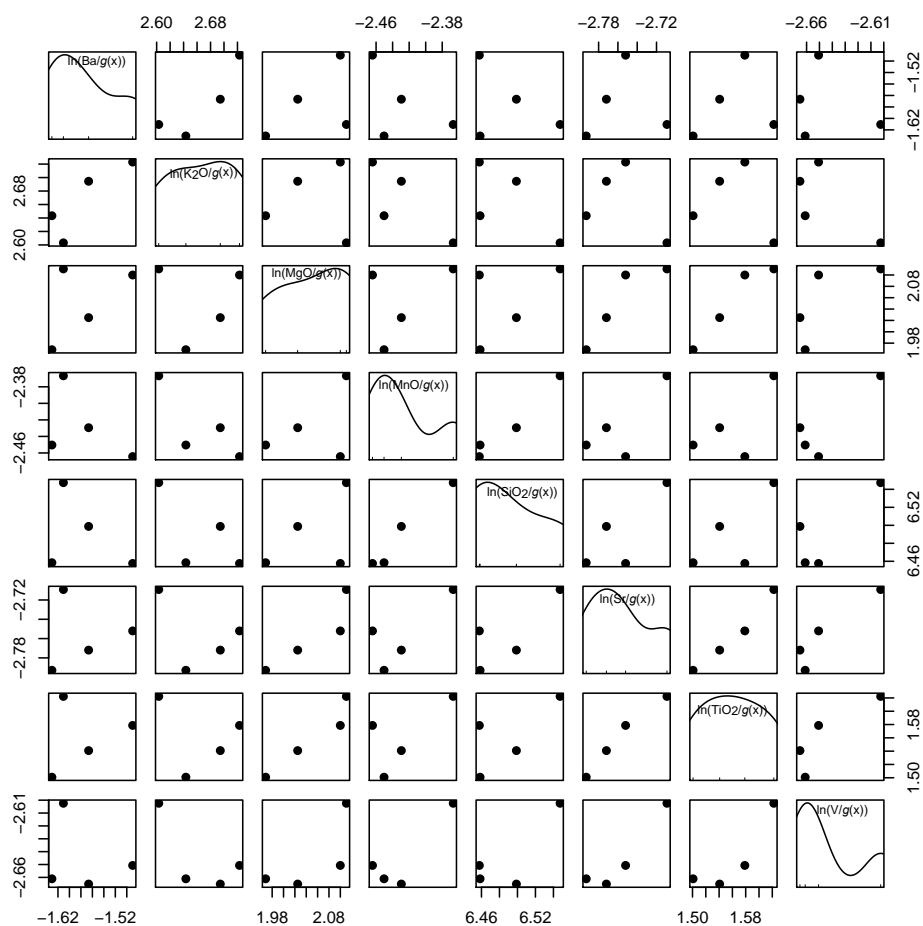 2.60 2.68 −2.46 −2.38 −2.78 −2.72 −2.66 −2.61
ln(Ba/g(x))
−1.62 −1.52
2.60 2.68
ln(K2O/g(x))
ln(MgO/g(x))
1.98 2.08
−2.46 −2.38
ln(MnO/g(x))
ln(SiO2/g(x))
6.46 6.52
−2.78 −2.72
ln(Sr/g(x))
ln(TiO2/g(x))
1.50 1.58
−2.66 −2.61
ln(V/g(x))
−1.62 −1.52 1.98 2.08 6.46 6.52 1.50 1.58